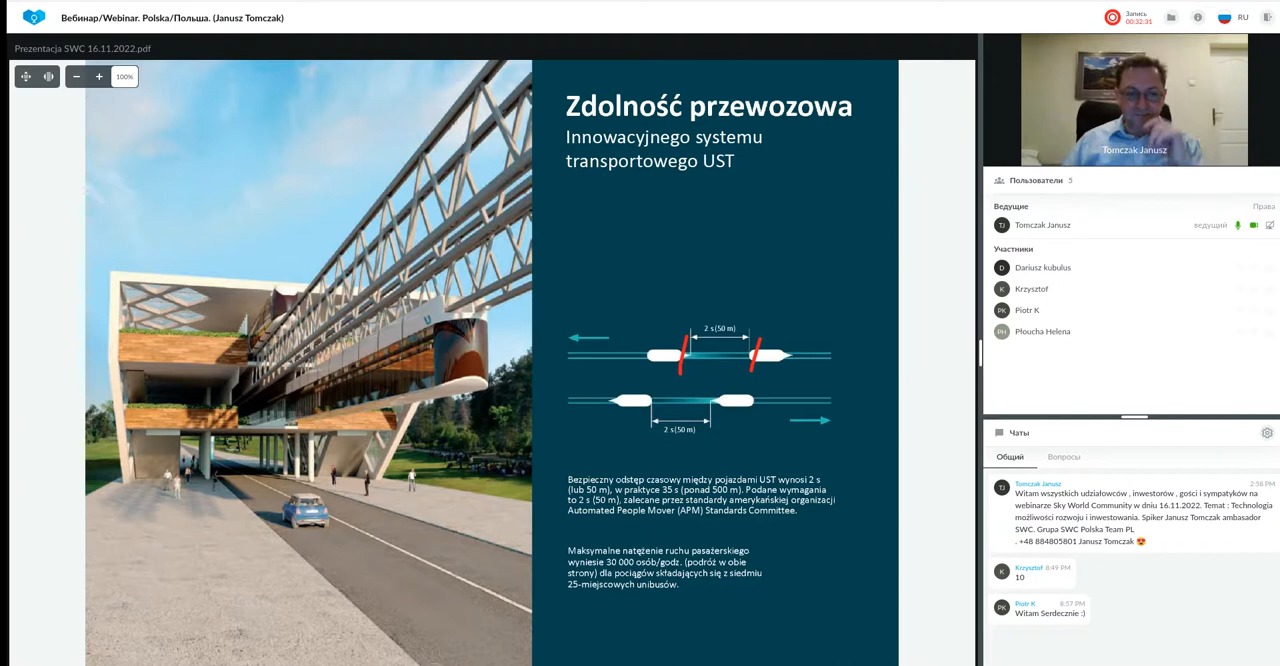 Вебинар/Webinar. Polska/Польша. (Janusz Tomczak)
Запись
00:32:31
RU
Prezentacja SWC 16.11.2022.pdf
100%
Zdolność przewozowa
Innowacyjnego systemu
transportowego UST
2 s (50 m)
2 s (50 m)
Bezpieczny odstęp czasowy między pojazdami UST wynosi 2 s
(lub 50 m), w praktyce 35 s (ponad 500 m). Podane wymagania
to 2 s (50 m), zalecane przez standardy amerykańskiej organizacji
Automated People Mover (APM) Standards Committee.
Maksymalne natężenie ruchu pasażerskiego
wyniesie 30 000 osób/godz. (podróż w obie
strony) dla pociągów składających się z siedmiu
25-miejscowych unibusów.
Tomczak Janusz
Пользователи 5
Ведущие Права
TJ Tomczak Janusz ведущий
Участники
D Dariusz kubulus
K Krzysztof
PK Piotr K
PH Płoucha Helena
Чаты
Общий Вопросы
TJ Tomczak Janusz 2:58 PM
Witam wszystkich udziałowców , inwestorów , gości i sympatyków na
webinarze Sky World Community w dniu 16.11.2022. Temat : Technologia
możliwości rozwoju i inwestowania. Spiker Janusz Tomczak ambasador
SWC. Grupa SWC Polska Team PL
. +48 884805801 Janusz Tomczak 😍
K Krzysztof 8:49 PM
10
PK Piotr K 8:57 PM
Witam Serdecznie :)